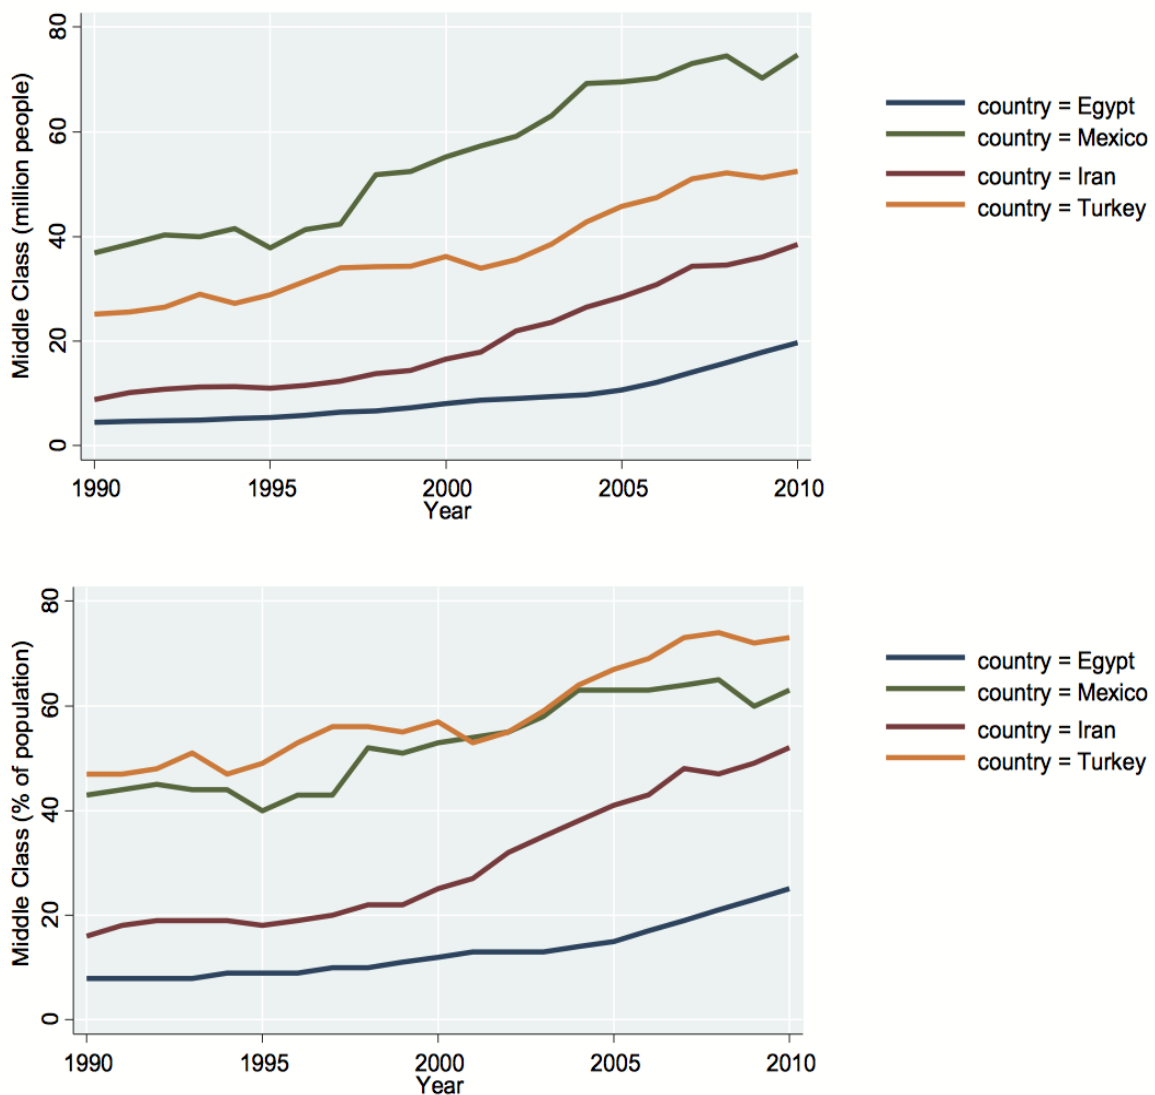 Middle Class (million people)
80
60
40
20
0
1990 1995 2000 2005 2010
Year
country = Egypt
country = Mexico
country = Iran
country = Turkey
Middle Class (% of population)
80
60
40
20
0
1990 1995 2000 2005 2010
Year
country = Egypt
country = Mexico
country = Iran
country = Turkey